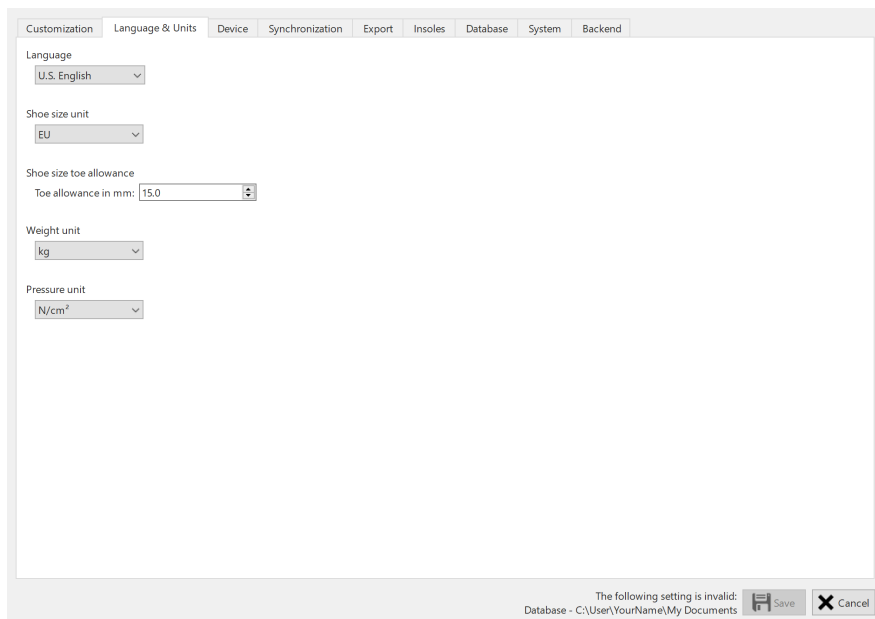 Customization Language & Units Device Synchronization Export Insoles Database System Backend
Language
U.S. English
Shoe size unit
EU
Shoe size toe allowance
Toe allowance in mm: 15.0
Weight unit
kg
Pressure unit
N/cm²
The following setting is invalid:
Database - C:\User\YourName\My Documents
Save
Cancel